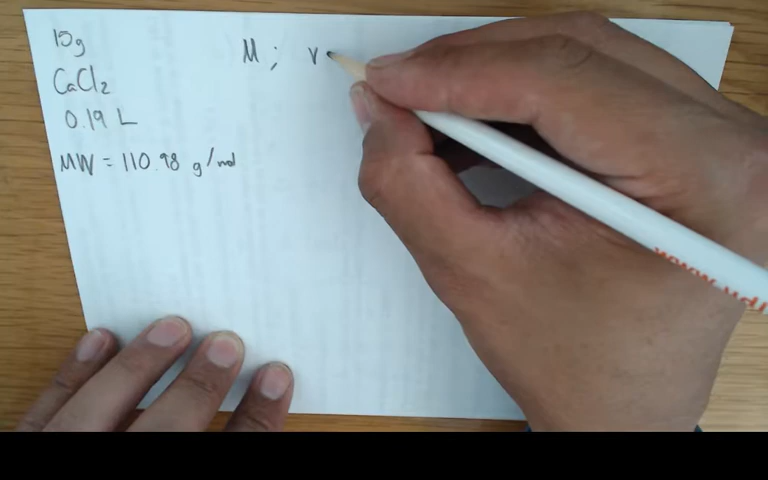 15g
CaCl2
0.19 L
MW = 110.98 g/mol
M ;